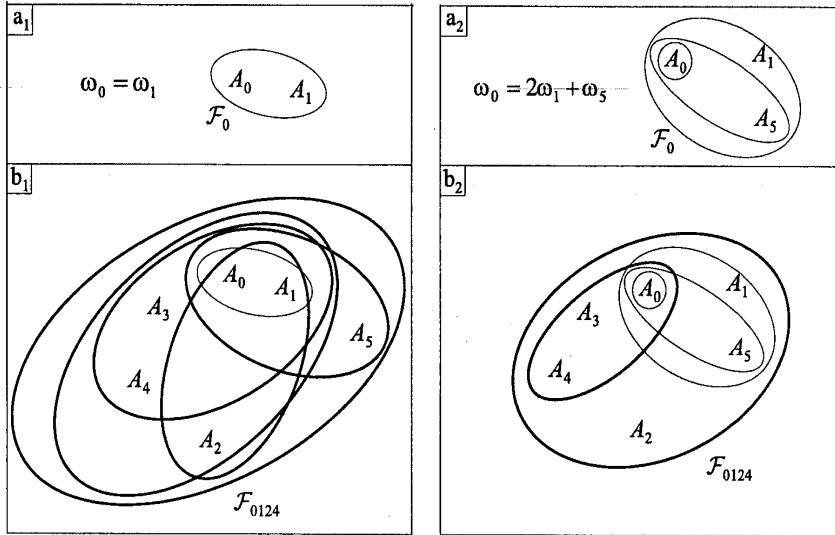 a₁
ω₀ = ω₁
A₀
A₁
ℱ₀
a₂
ω₀ = 2ω₁ + ω₅
A₀
A₁
A₅
ℱ₀
b₁
A₀
A₁
A₃
A₅
A₄
A₂
ℱ₀₁₂₄
b₂
A₀
A₁
A₃
A₅
A₄
A₂
ℱ₀₁₂₄